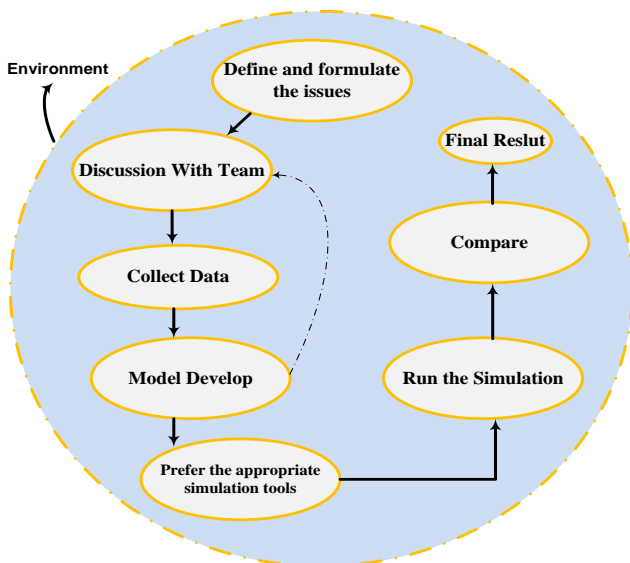 Environment
Define and formulate
the issues
Discussion With Team
Collect Data
Model Develop
Prefer the appropriate
simulation tools
Run the Simulation
Compare
Final Reslut